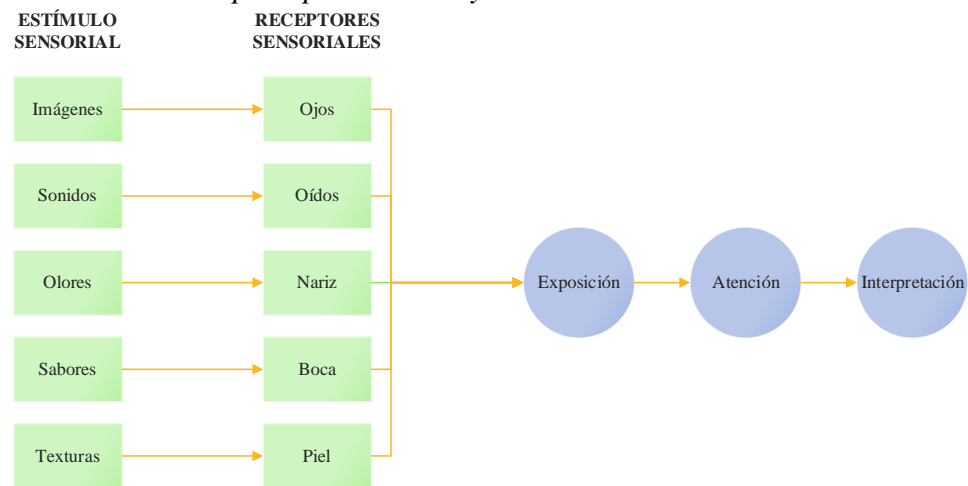 ESTÍMULO
SENSORIAL
RECEPTORES
SENSORIALES
Imágenes
Ojos
Sonidos
Oídos
Olores
Nariz
Exposición
Atención
Interpretación
Sabores
Boca
Texturas
Piel